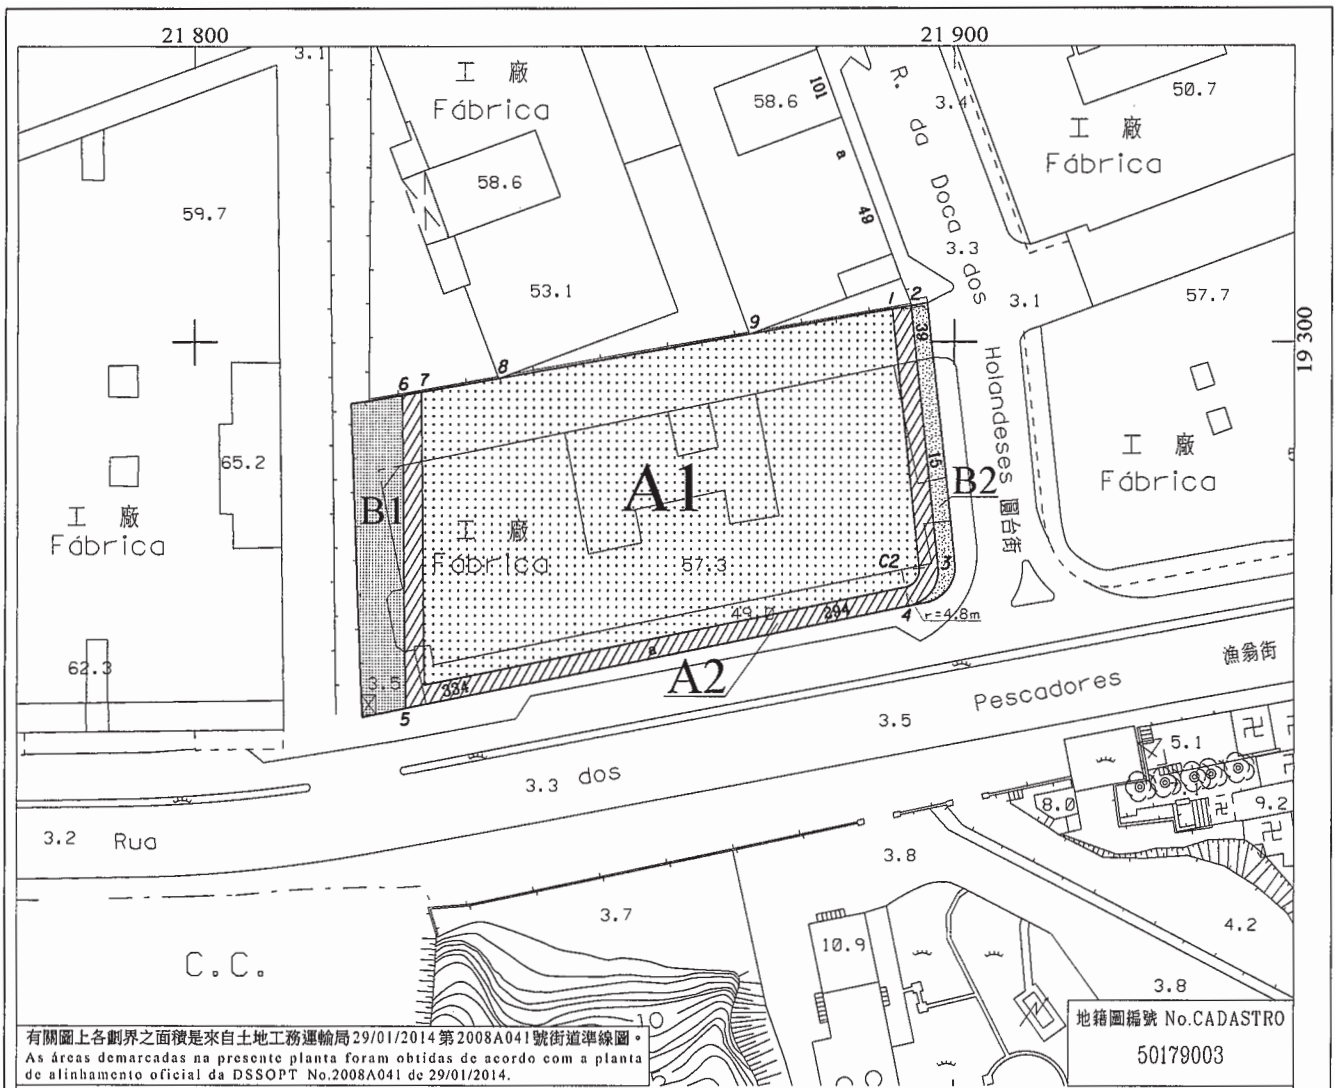 21 800
21 900
3.1
工 廠
Fábrica
58.6
101
a
49
58.6
R. da Doca dos
3.4
50.7
工 廠
Fábrica
59.7
53.1
3.3
3.1
57.7
19 300
1
2
39
9
8
6
7
Holandeses 圓台街
65.2
工 廠
Fábrica
B1
A1
15
B2
工 廠
Fábrica
工 廠
Fábrica
57.3
C2
3
4
r=4.8m
294
a
334
A2
62.3
3.5
5
漁翁街
Pescadores
3.5
5.1
卍
卍
3.3
dos
8.0
卍
9.2
卍
卍
3.2
Rua
3.8
3.7
4.2
10.9
C.C.
3.8
10
有關圖上各劃界之面積是來自土地工務運輸局29/01/2014第2008A041號街道準線圖。
As áreas demarcadas na presente planta foram obtidas de acordo com a planta
de alinhamento oficial da DSSOPT No.2008A041 de 29/01/2014.
地籍圖編號 No.CADASTRO
50179003